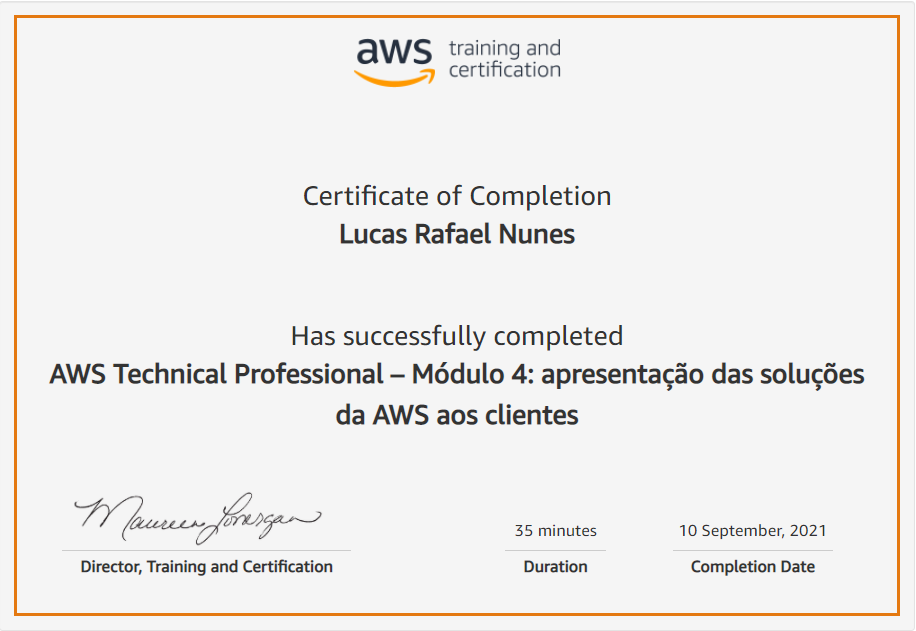 aws training and
certification
Certificate of Completion
Lucas Rafael Nunes
Has successfully completed
AWS Technical Professional – Módulo 4: apresentação das soluções
da AWS aos clientes
Maureen Lonergan
35 minutes
10 September, 2021
Director, Training and Certification
Duration
Completion Date